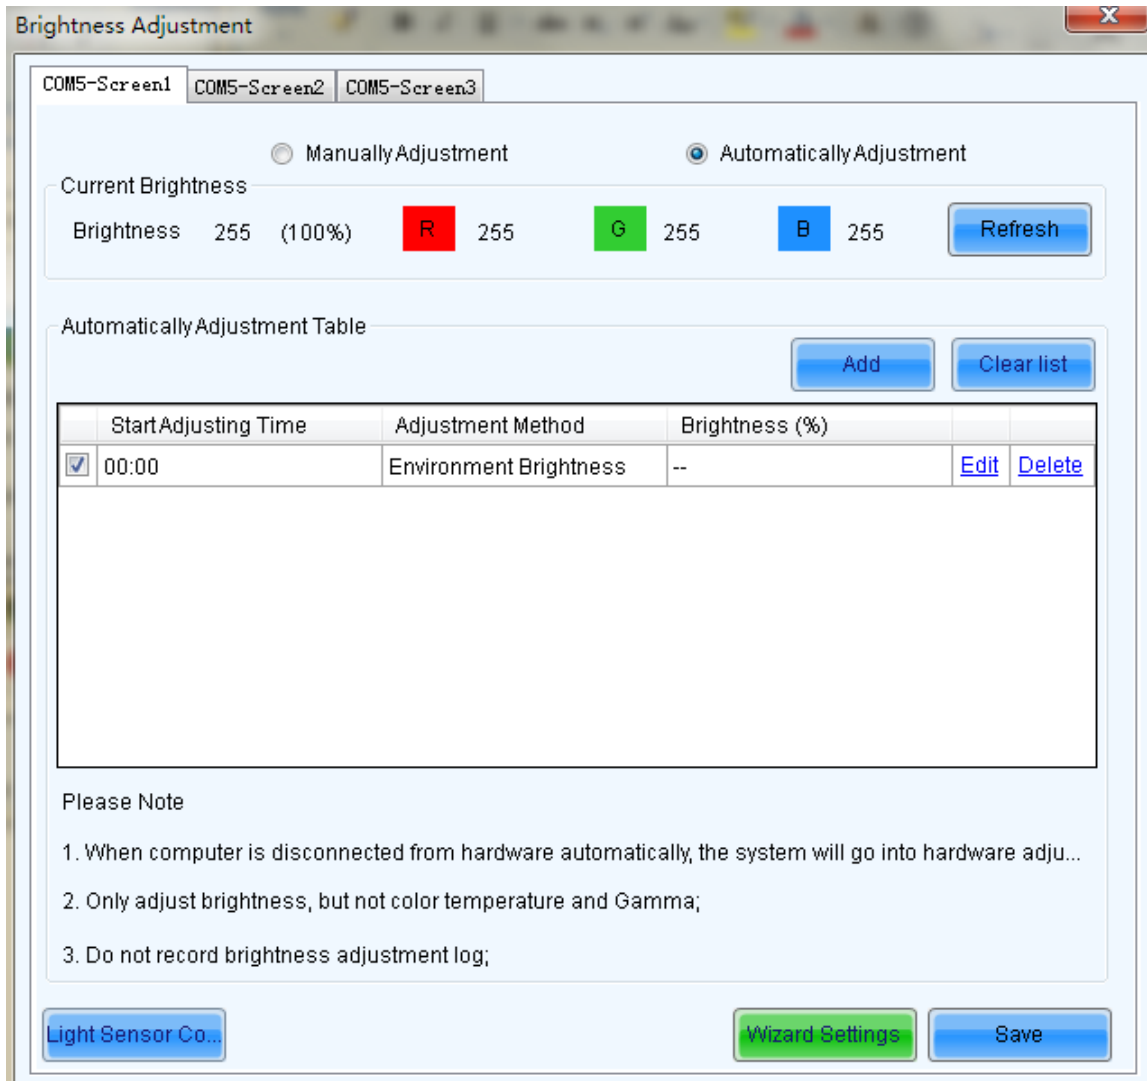 Brightness Adjustment
COM5-Screen1 COM5-Screen2 COM5-Screen3
Manually Adjustment Automatically Adjustment
Current Brightness
Brightness 255 (100%) R 255 G 255 B 255 Refresh
Automatically Adjustment Table
Add Clear list
Start Adjusting Time Adjustment Method Brightness (%)
00:00 Environment Brightness -- Edit Delete
Please Note
1. When computer is disconnected from hardware automatically, the system will go into hardware adju...
2. Only adjust brightness, but not color temperature and Gamma;
3. Do not record brightness adjustment log;
Light Sensor Co... Wizard Settings Save